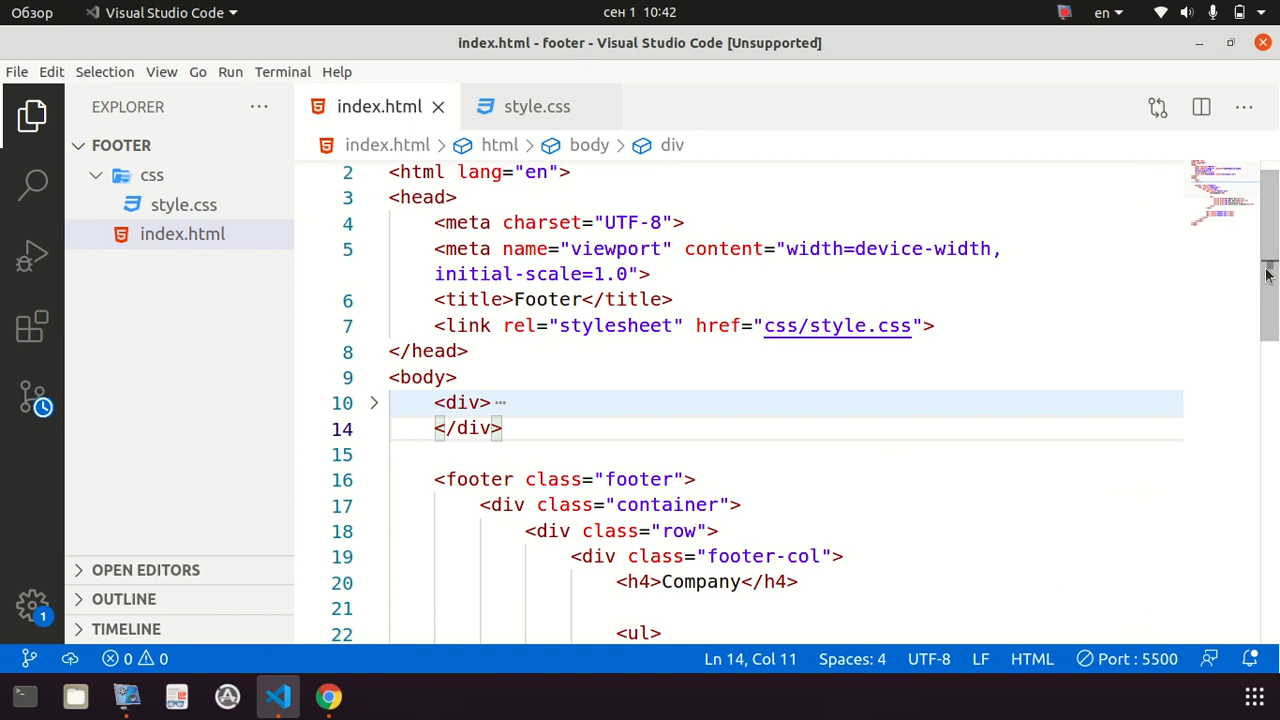 Обзор Visual Studio Code сен 1 10:42 en
index.html - footer - Visual Studio Code [Unsupported]
File Edit Selection View Go Run Terminal Help
EXPLORER ··· index.html style.css ···
FOOTER index.html > html > body > div
css
style.css
index.html
2 <html lang="en">
3 <head>
4 <meta charset="UTF-8">
5 <meta name="viewport" content="width=device-width,
initial-scale=1.0">
6 <title>Footer</title>
7 <link rel="stylesheet" href="css/style.css">
8 </head>
9 <body>
10 <div>···
14 </div>
15
16 <footer class="footer">
17 <div class="container">
18 <div class="row">
19 <div class="footer-col">
20 <h4>Company</h4>
21
22 <ul>
OPEN EDITORS
OUTLINE
TIMELINE
1
0 0 Ln 14, Col 11 Spaces: 4 UTF-8 LF HTML Port : 5500